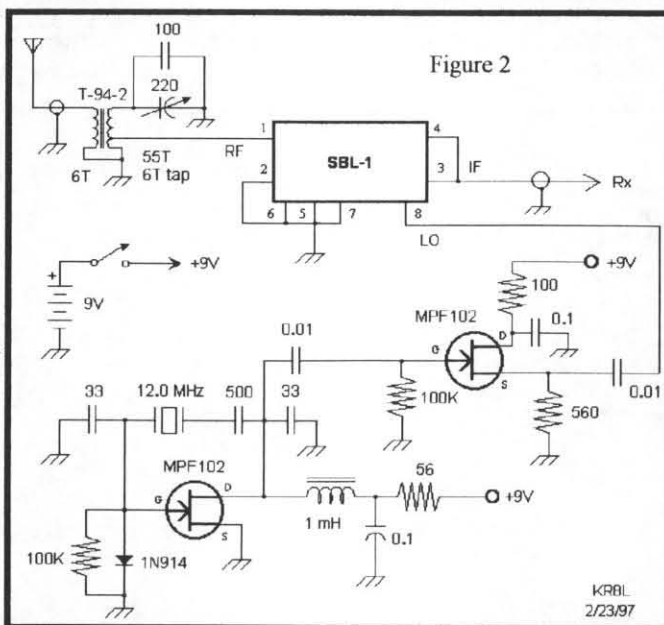 Figure 2
100
220
T-94-2
6T
55T
6T tap
RF
1
2
6
5
7
SBL-1
4
3
8
IF
Rx
LO
+9V
+
9V
+9V
100
0.1
MPF102
D
G
S
0.01
100K
560
0.01
33
12.0 MHz
500
33
MPF102
D
G
S
100K
1N914
1 mH
56
+9V
0.1
KR8L
2/23/97